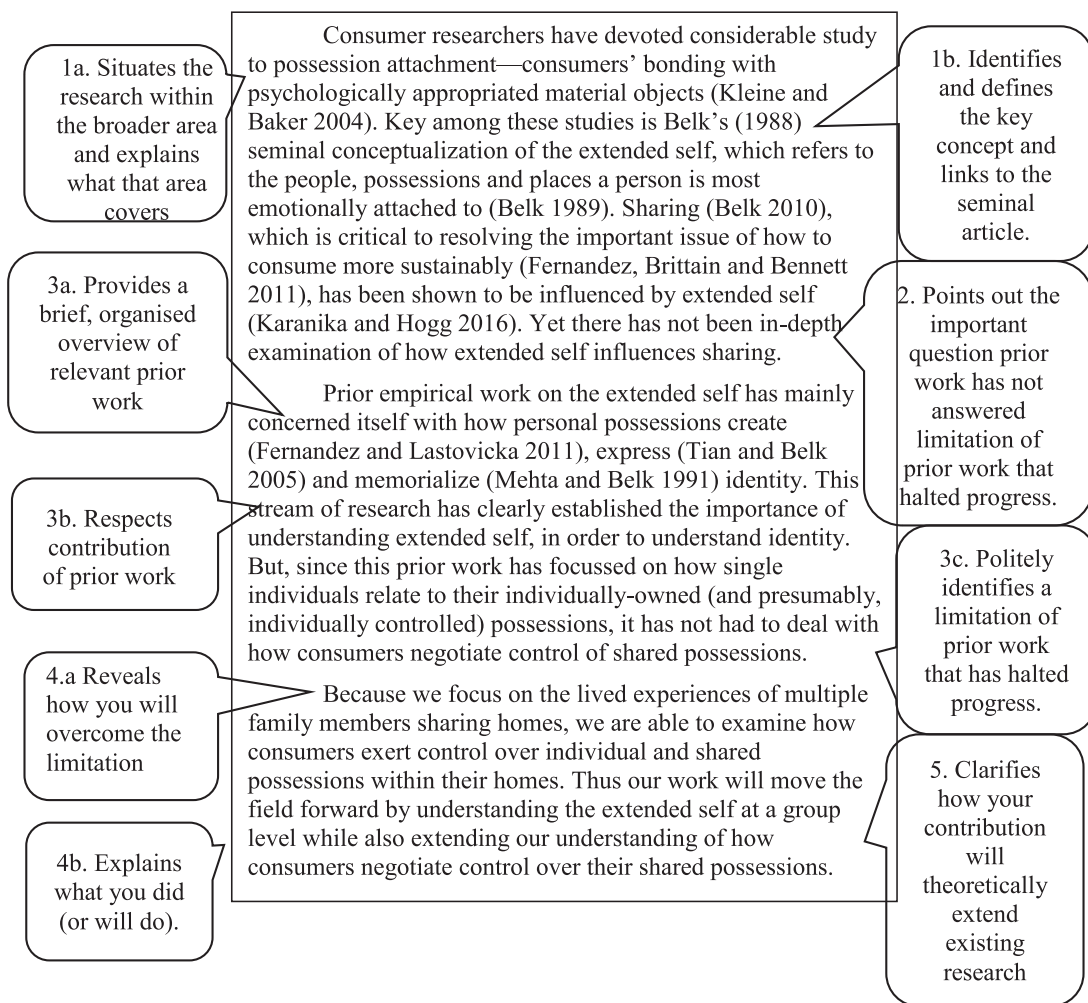 1a. Situates the
research within
the broader area
and explains
what that area
covers
Consumer researchers have devoted considerable study
to possession attachment—consumers' bonding with
psychologically appropriated material objects (Kleine and
Baker 2004). Key among these studies is Belk's (1988)
seminal conceptualization of the extended self, which refers to
the people, possessions and places a person is most
emotionally attached to (Belk 1989). Sharing (Belk 2010),
which is critical to resolving the important issue of how to
consume more sustainably (Fernandez, Brittain and Bennett
2011), has been shown to be influenced by extended self
(Karanika and Hogg 2016). Yet there has not been in-depth
examination of how extended self influences sharing.
1b. Identifies
and defines
the key
concept and
links to the
seminal
article.
2. Points out the
important
question prior
work has not
answered
limitation of
prior work that
halted progress.
3a. Provides a
brief, organised
overview of
relevant prior
work
Prior empirical work on the extended self has mainly
concerned itself with how personal possessions create
(Fernandez and Lastovicka 2011), express (Tian and Belk
2005) and memorialize (Mehta and Belk 1991) identity. This
stream of research has clearly established the importance of
understanding extended self, in order to understand identity.
But, since this prior work has focussed on how single
individuals relate to their individually-owned (and presumably,
individually controlled) possessions, it has not had to deal with
how consumers negotiate control of shared possessions.
3b. Respects
contribution
of prior work
3c. Politely
identifies a
limitation of
prior work
that has halted
progress.
4.a Reveals
how you will
overcome the
limitation
Because we focus on the lived experiences of multiple
family members sharing homes, we are able to examine how
consumers exert control over individual and shared
possessions within their homes. Thus our work will move the
field forward by understanding the extended self at a group
level while also extending our understanding of how
consumers negotiate control over their shared possessions.
4b. Explains
what you did
(or will do).
5. Clarifies
how your
contribution
will
theoretically
extend
existing
research